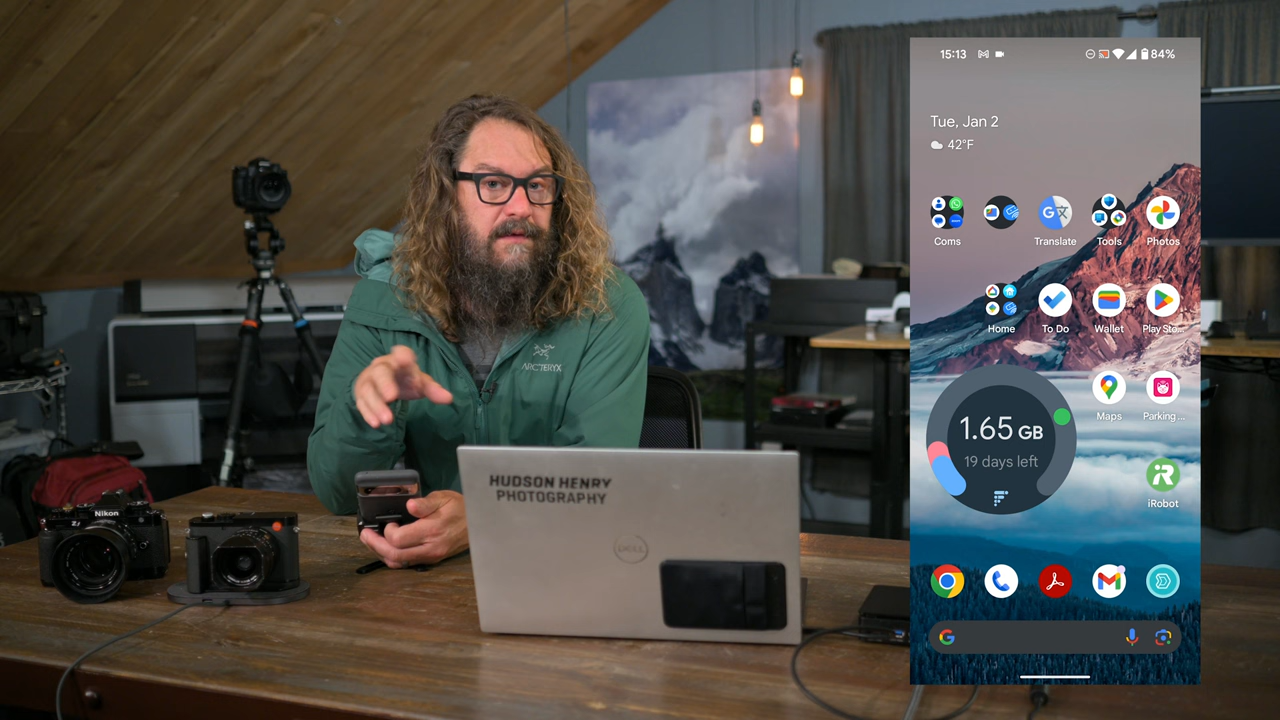 HUDSON HENRY
PHOTOGRAPHY
DELL
ARC'TERYX
Nikon
Zf
15:13
84%
Tue, Jan 2
42°F
Coms
Translate
Tools
Photos
Home
To Do
Wallet
Play Sto...
1.65 GB
19 days left
Maps
Parking ...
iRobot